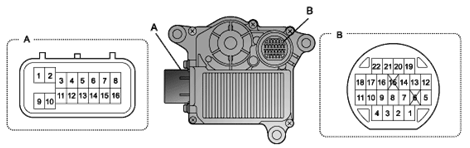 A
1 2 3 4 5 6 7 8
9 10 11 12 13 14 15 16
A
B
B
22 21 20 19
18 17 16 15 14 13 12
11 10 9 8 7 6 5
4 3 2 1